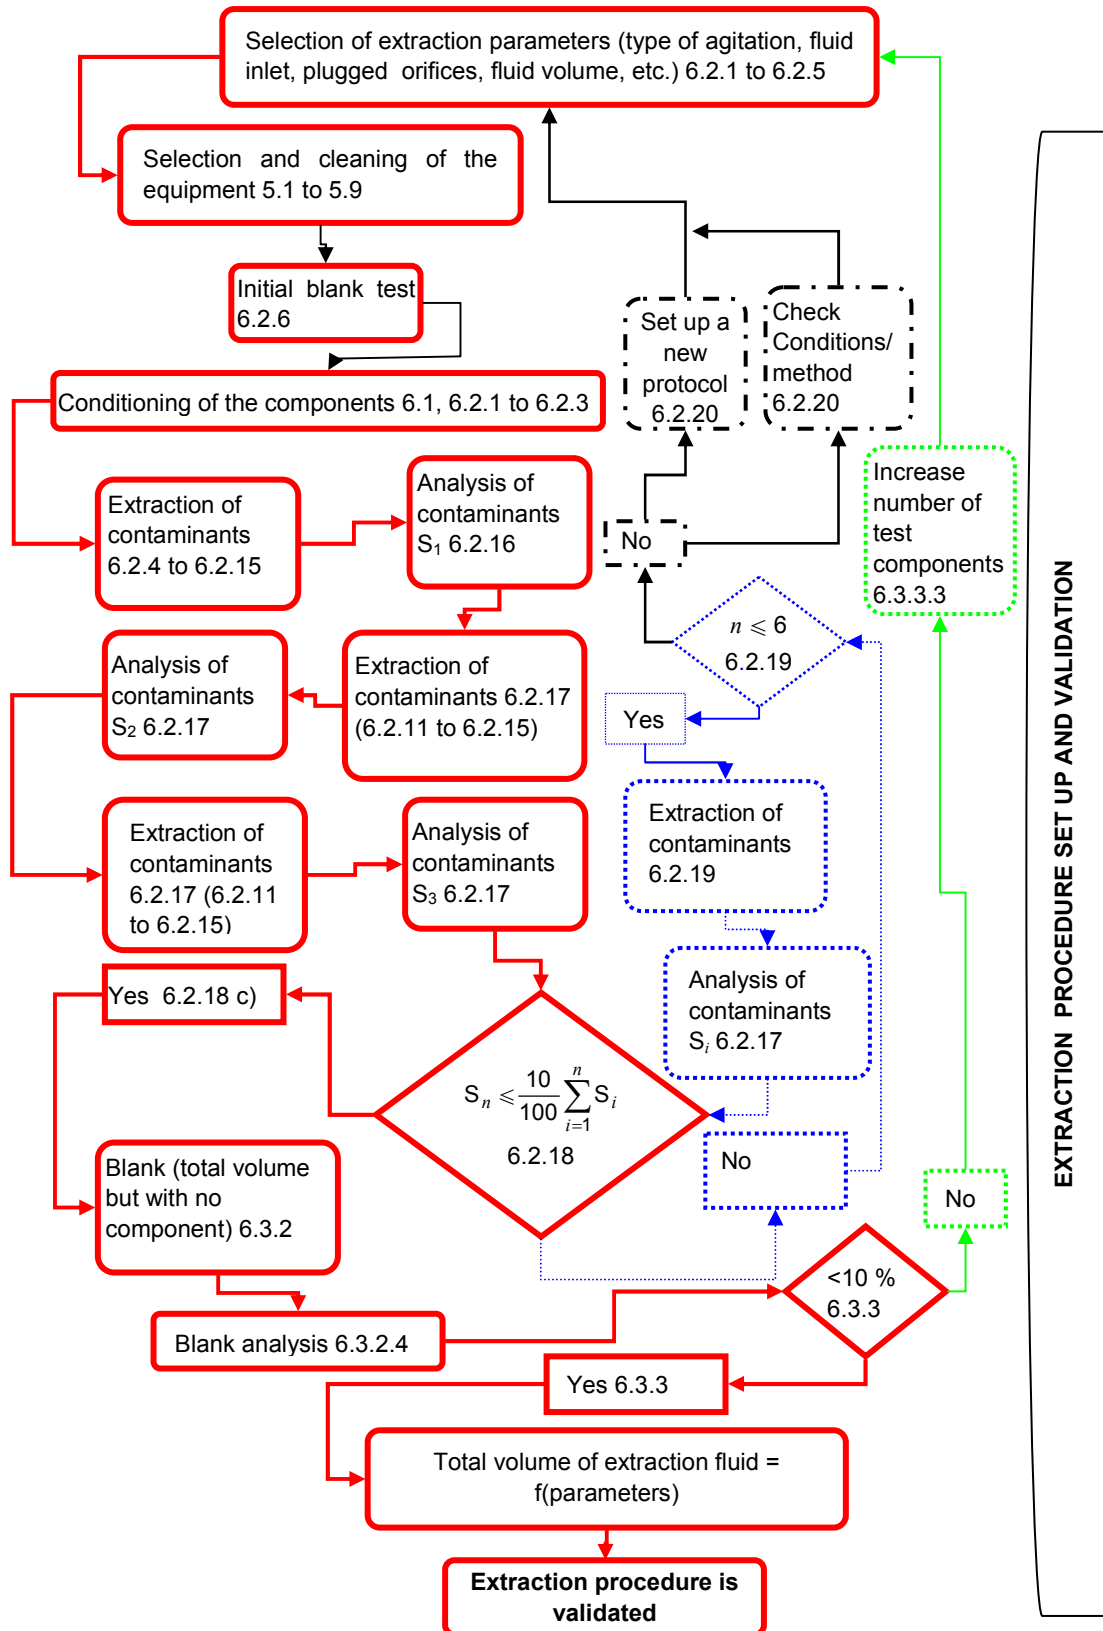 Selection of extraction parameters (type of agitation, fluid
inlet, plugged orifices, fluid volume, etc.) 6.2.1 to 6.2.5
Selection and cleaning of the
equipment 5.1 to 5.9
Initial blank test
6.2.6
Set up a
new
protocol
6.2.20
Check
Conditions/
method
6.2.20
Conditioning of the components 6.1, 6.2.1 to 6.2.3
Extraction of
contaminants
6.2.4 to 6.2.15
Analysis of
contaminants
S₁ 6.2.16
No
Increase
number of
test
components
6.3.3.3
n ⩽ 6
6.2.19
Analysis of
contaminants
S₂ 6.2.17
Extraction of
contaminants 6.2.17
(6.2.11 to 6.2.15)
Yes
Extraction of
contaminants
6.2.19
Extraction of
contaminants
6.2.17 (6.2.11
to 6.2.15)
Analysis of
contaminants
S₃ 6.2.17
Yes 6.2.18 c)
Analysis of
contaminants
Sᵢ 6.2.17
Sₙ ⩽ 10/100 ∑ⁿᵢ₌₁ Sᵢ
6.2.18
No
Blank (total volume
but with no
component) 6.3.2
No
<10 %
6.3.3
Blank analysis 6.3.2.4
Yes 6.3.3
Total volume of extraction fluid =
f(parameters)
Extraction procedure is
validated
EXTRACTION PROCEDURE SET UP AND VALIDATION